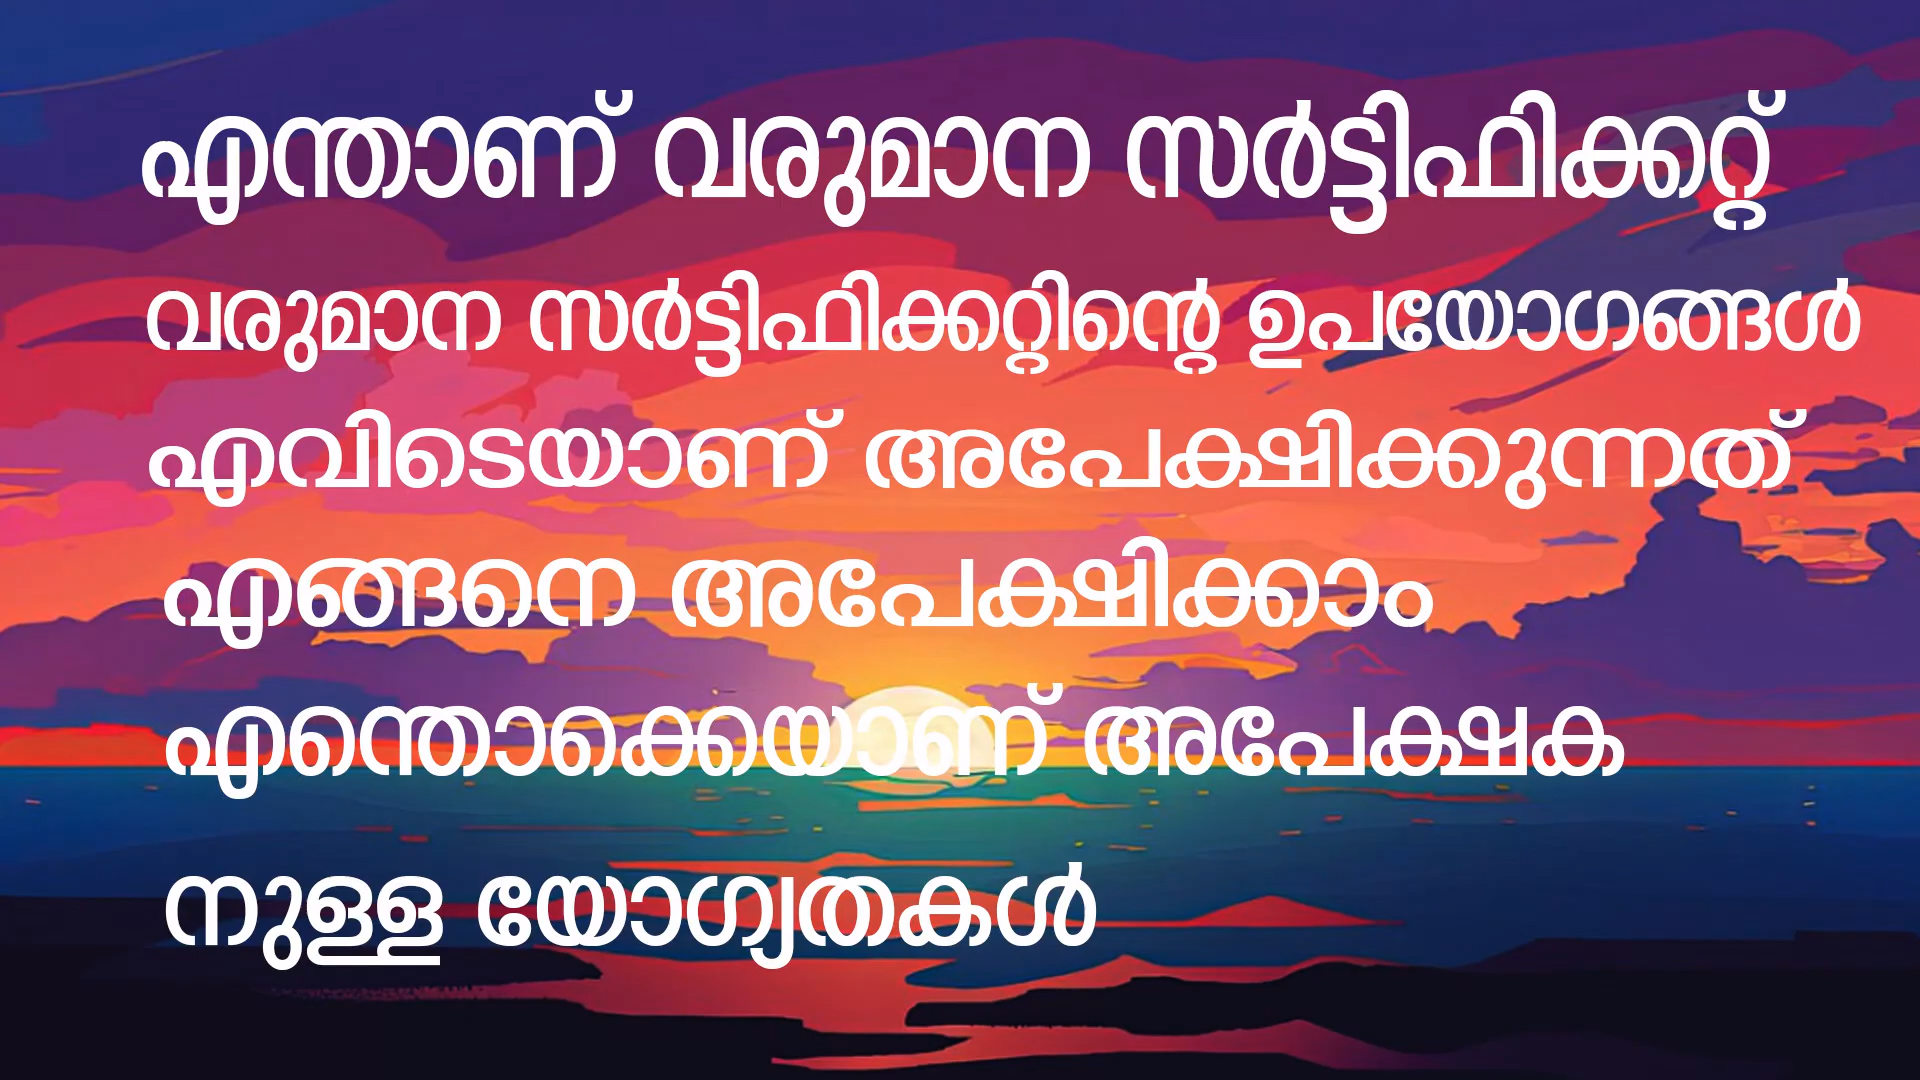 എന്താണ് വരുമാന സർട്ടിഫിക്കറ്റ്
വരുമാന സർട്ടിഫിക്കറ്റിന്റെ ഉപയോഗങ്ങൾ
എവിടെയാണ് അപേക്ഷിക്കുന്നത്
എങ്ങനെ അപേക്ഷിക്കാം
എന്തൊക്കെയാണ് അപേക്ഷക
നുള്ള യോഗ്യതകൾ